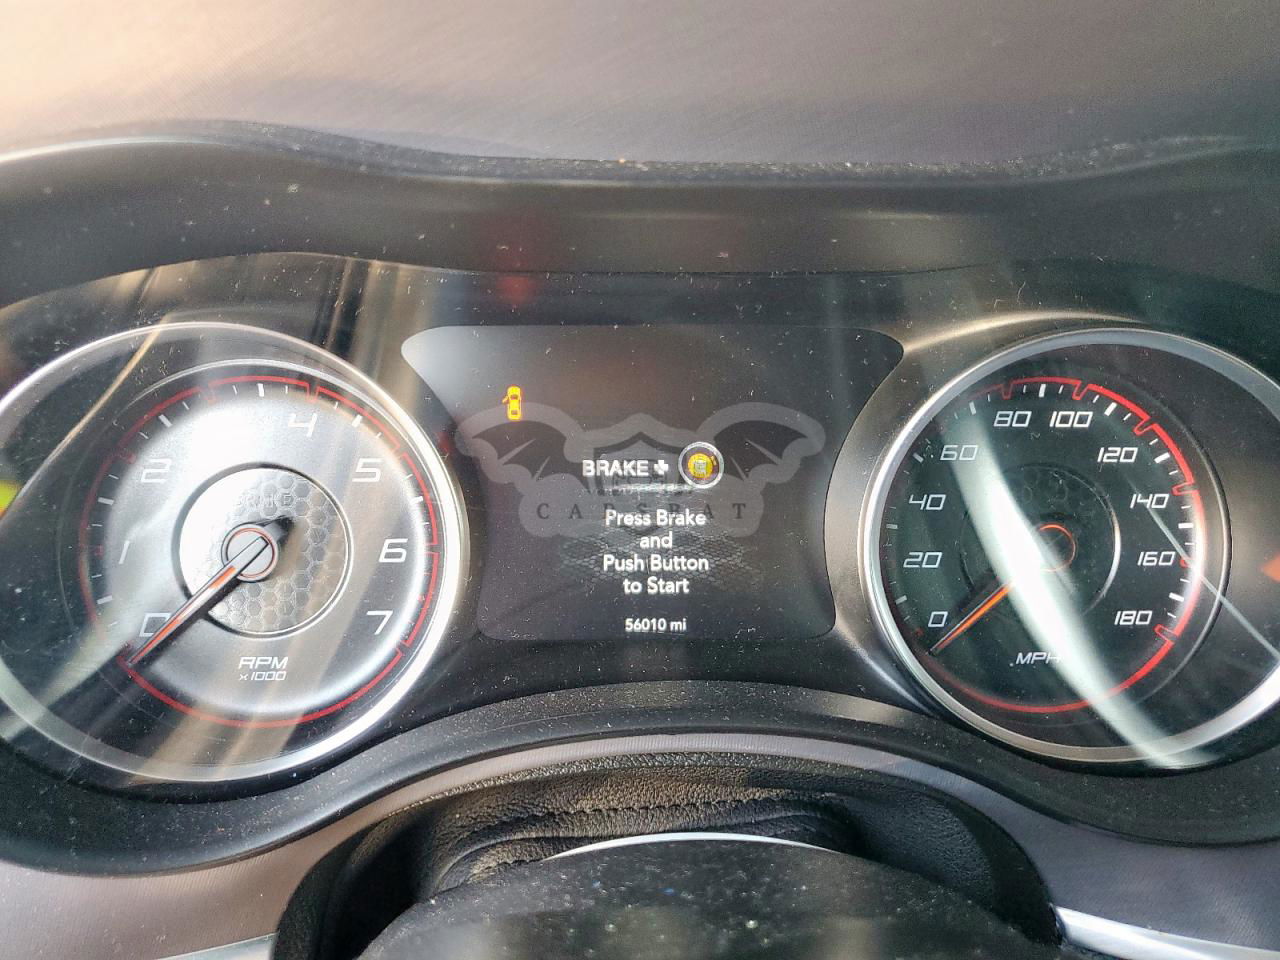 BRAKE +
CARSBAT
Press Brake
and
Push Button
to Start
56010 mi
0
1
2
4
5
6
7
RPM
x1000
0
20
40
60
80
100
120
140
160
180
MPH